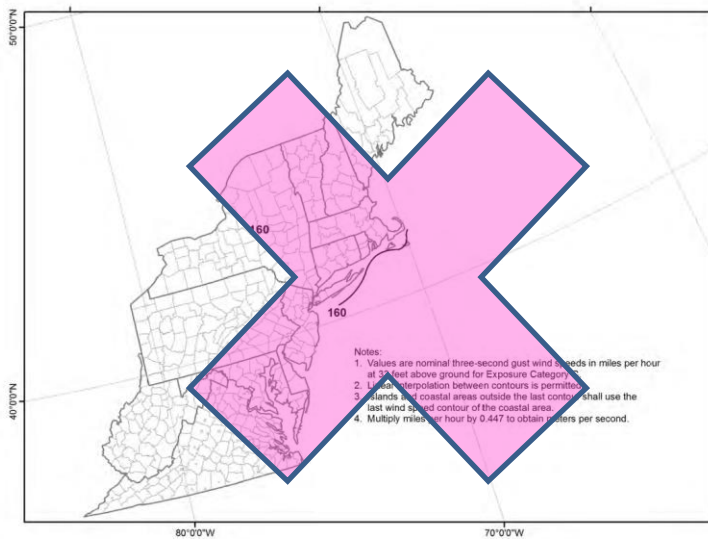 50°0'0"N
160
160
Notes:
1. Values are nominal three-second gust wind speeds in miles per hour
at 33 feet above ground for Exposure Category C.
2. Linear interpolation between contours is permitted.
3. Islands and coastal areas outside the last contour shall use the
last wind speed contour of the coastal area.
4. Multiply miles per hour by 0.447 to obtain meters per second.
40°0'0"N
80°0'0"W
70°0'0"W